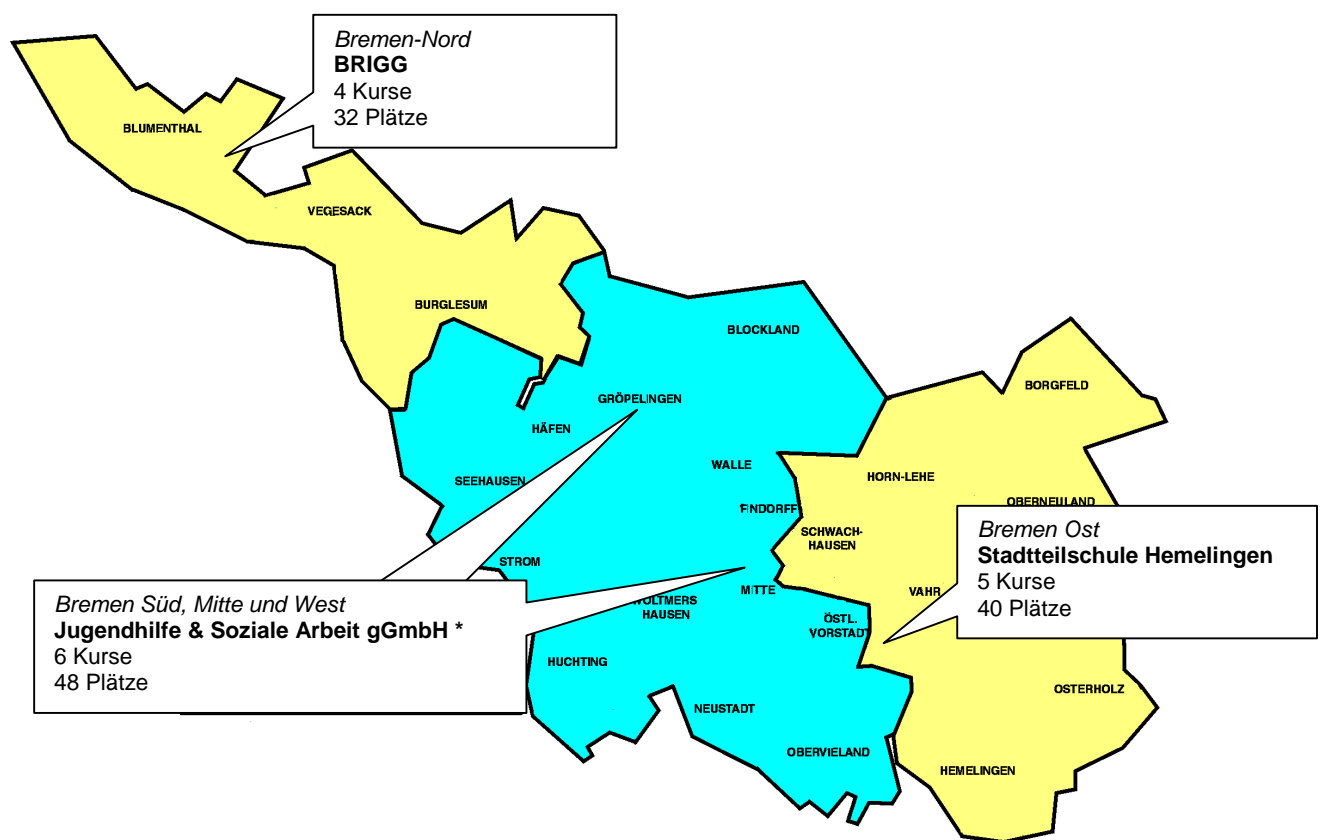 Bremen-Nord
BRIGG
4 Kurse
32 Plätze
BLUMENTHAL
VEGESACK
BURGLESUM
BLOCKLAND
BORGFELD
GRÖPELINGEN
HÄFEN
WALLE
HORN-LEHE
SEEHAUSEN
OBERNEULAND
FINDORFF
SCHWACH-
HAUSEN
Bremen Ost
Stadtteilschule Hemelingen
5 Kurse
40 Plätze
STROM
MITTE
VAHR
Bremen Süd, Mitte und West
Jugendhilfe & Soziale Arbeit gGmbH *
6 Kurse
48 Plätze
WOLTMERS
HAUSEN
ÖSTL.
VORSTADT
HUCHTING
OSTERHOLZ
NEUSTADT
OBERVIELAND
HEMELINGEN